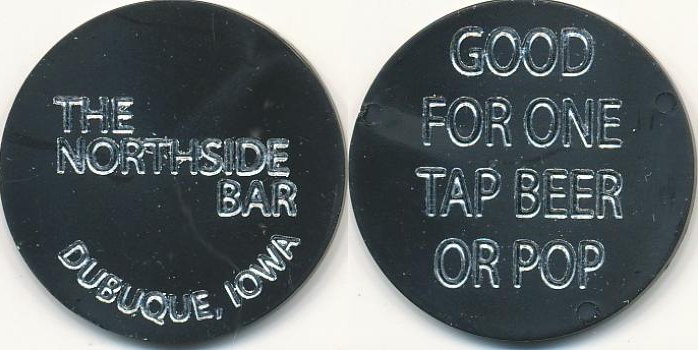 THE
NORTHSIDE
BAR
DUBUQUE, IOWA
GOOD
FOR ONE
TAP BEER
OR POP